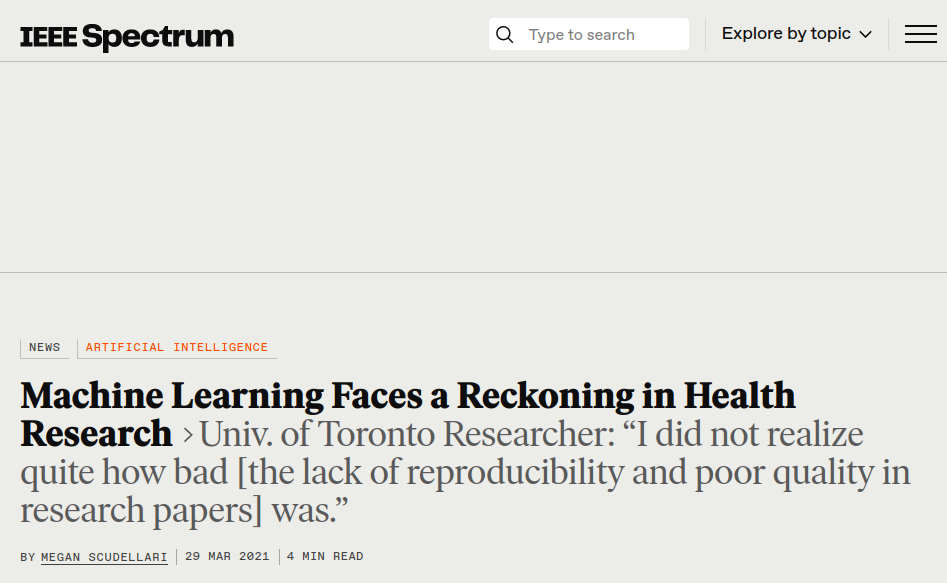 IEEE Spectrum
Type to search
Explore by topic
NEWS
ARTIFICIAL INTELLIGENCE
Machine Learning Faces a Reckoning in Health
Research > Univ. of Toronto Researcher: “I did not realize
quite how bad [the lack of reproducibility and poor quality in
research papers] was.”
BY MEGAN SCUDELLARI | 29 MAR 2021 | 4 MIN READ